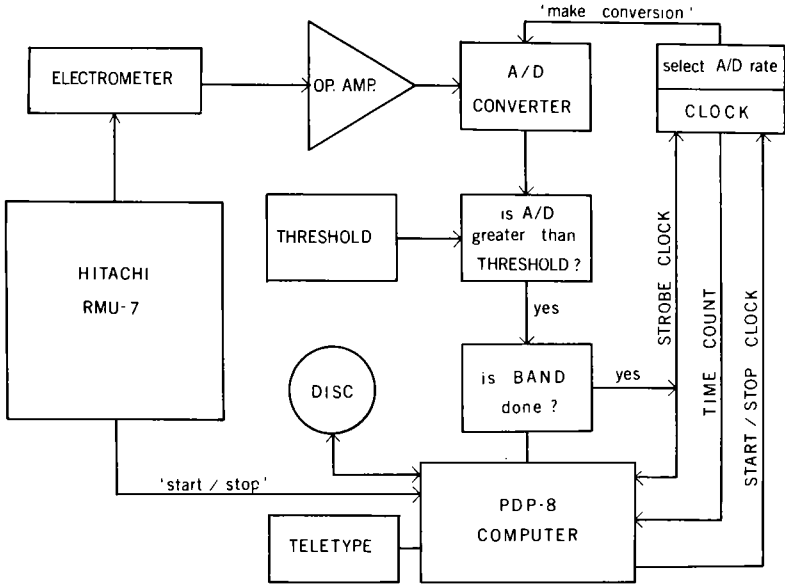 'make conversion'
ELECTROMETER
OP. AMP.
A/D
CONVERTER
select A/D rate
CLOCK
HITACHI
RMU-7
THRESHOLD
is A/D
greater than
THRESHOLD ?
yes
is BAND
done ?
yes
STROBE CLOCK
TIME COUNT
START / STOP CLOCK
DISC
'start / stop'
PDP-8
COMPUTER
TELETYPE